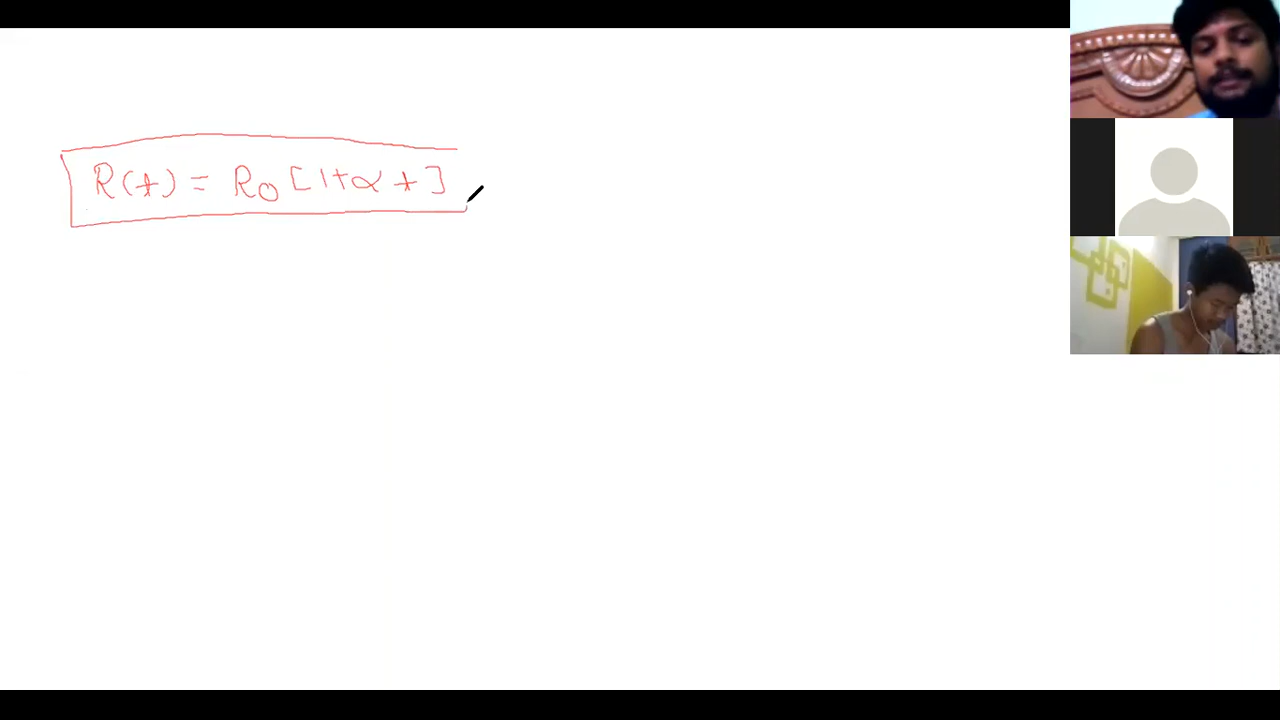 R(t) = R0 [1+α t]